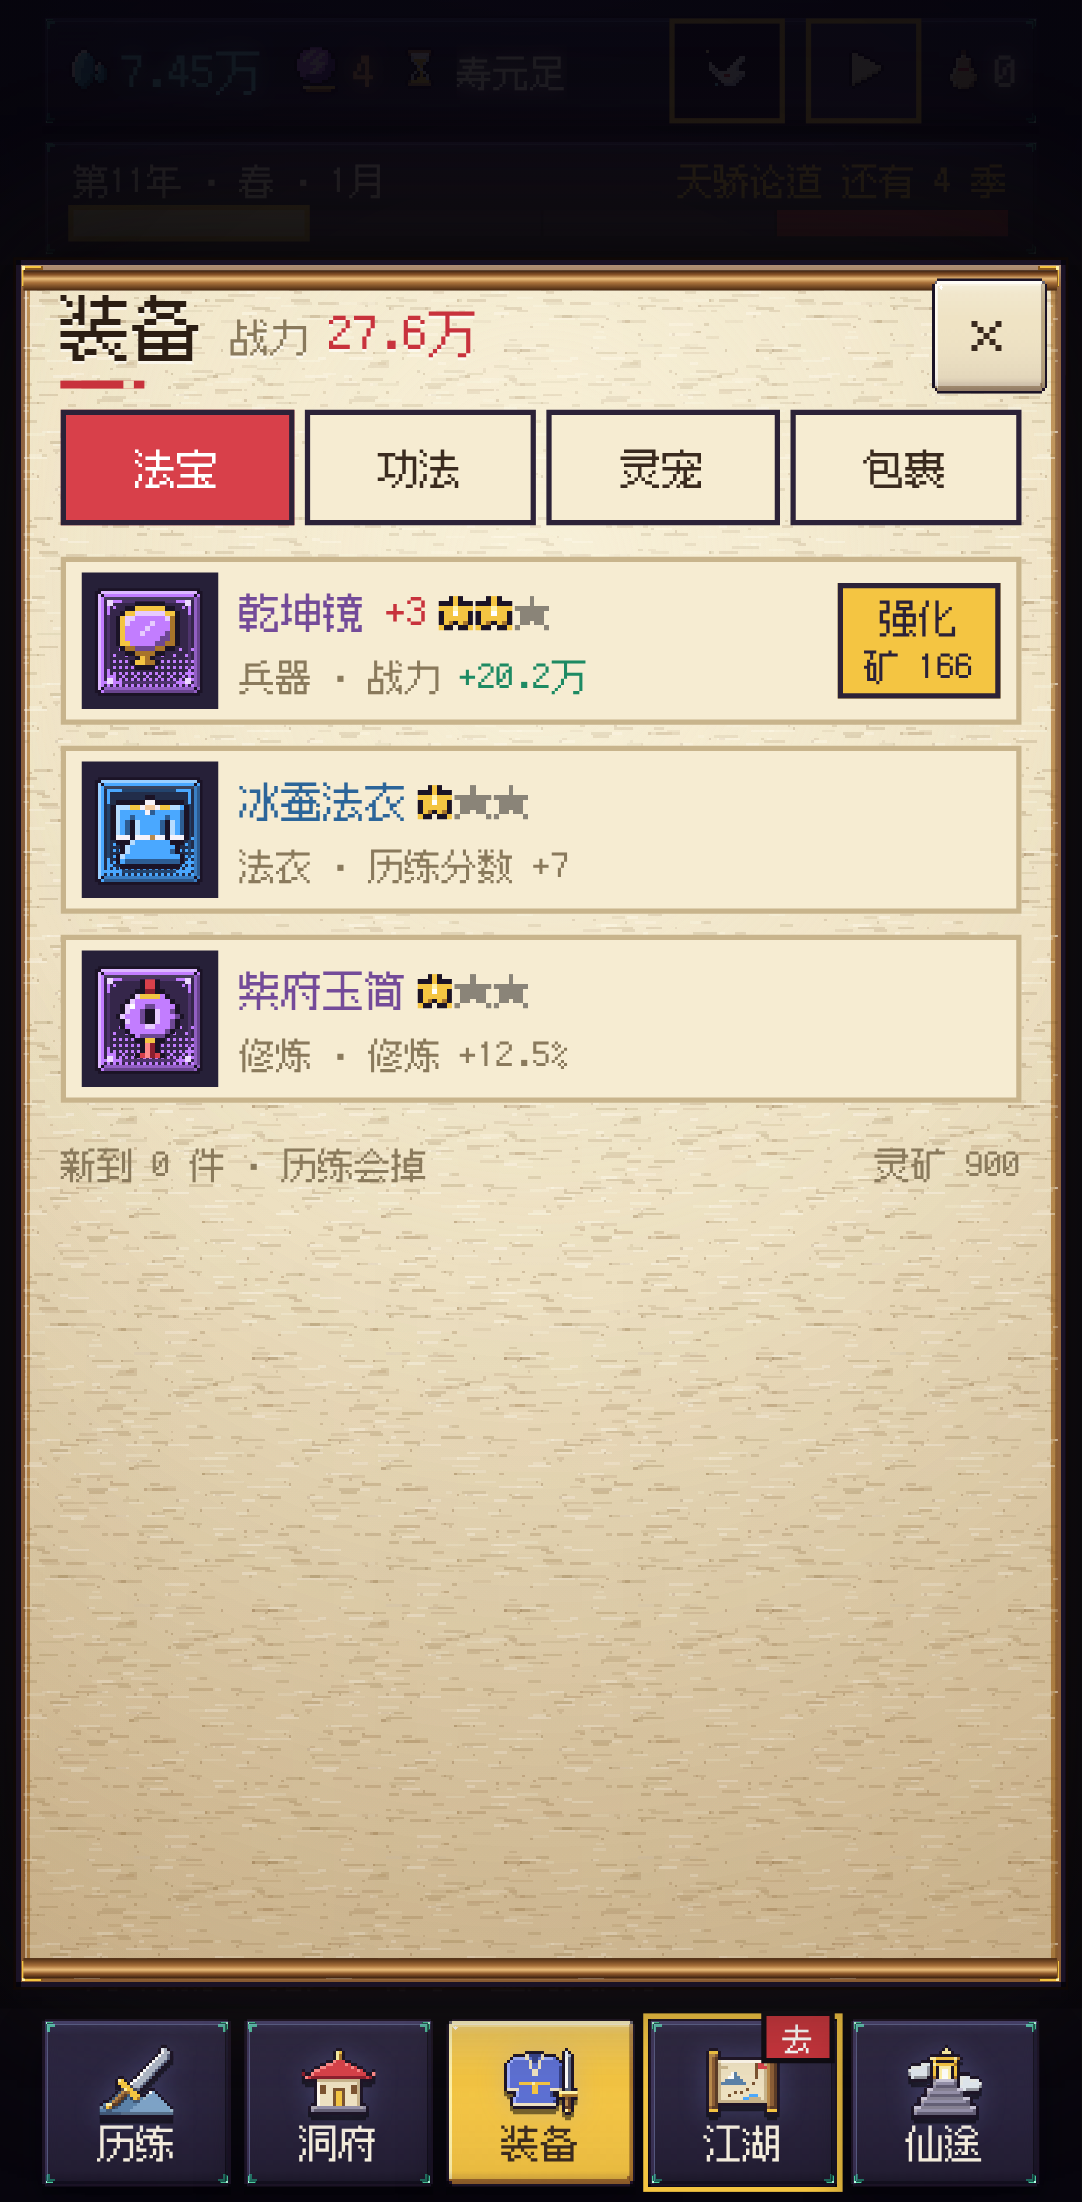 7.45万 4 寿元足 0
第11年 · 春 · 1月 天骄论道 还有 4 季
装备 战力 27.6万 ×
法宝 功法 灵宠 包裹
乾坤镜 +3
兵器 · 战力 +20.2万
强化
矿 166
冰蚕法衣
法衣 · 历练分数 +7
紫府玉简
修炼 · 修炼 +12.5%
新到 0 件 · 历练会掉 灵矿 900
去
历练 洞府 装备 江湖 仙途